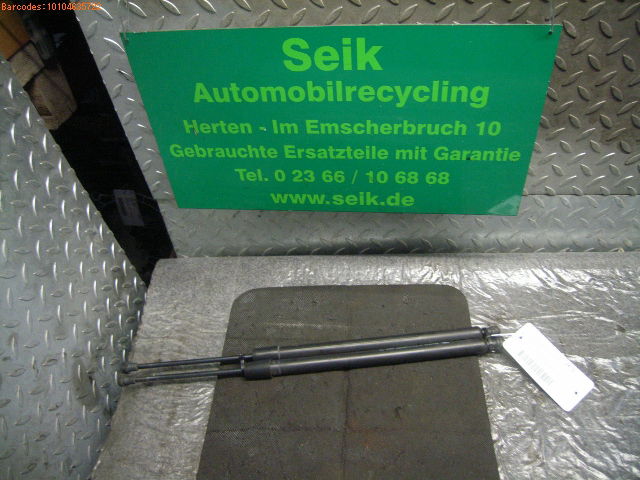 Barcodes:10104635722
Seik
Automobilrecycling
Herten - Im Emscherbruch 10
Gebrauchte Ersatzteile mit Garantie
Tel. 0 23 66 / 10 68 68
www.seik.de